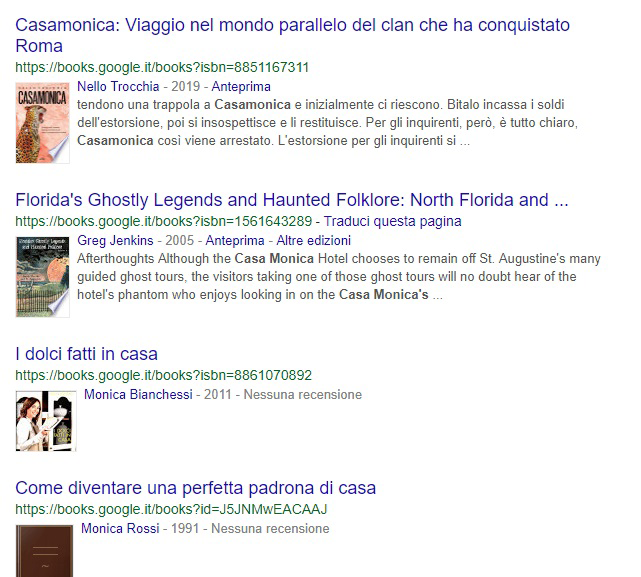 Casamonica: Viaggio nel mondo parallelo del clan che ha conquistato
Roma
https://books.google.it/books?isbn=8851167311
CASAMONICA
Nello Trocchia - 2019 - Anteprima
tendono una trappola a Casamonica e inizialmente ci riescono. Bitalo incassa i soldi
dell'estorsione, poi si insospettisce e li restituisce. Per gli inquirenti, però, è tutto chiaro,
Casamonica così viene arrestato. L'estorsione per gli inquirenti si ...
Florida's Ghostly Legends and Haunted Folklore: North Florida and ...
https://books.google.it/books?isbn=1561643289 - Traduci questa pagina
Greg Jenkins - 2005 - Anteprima - Altre edizioni
Afterthoughts Although the Casa Monica Hotel chooses to remain off St. Augustine's many
guided ghost tours, the visitors taking one of those ghost tours will no doubt hear of the
hotel's phantom who enjoys looking in on the Casa Monica's ...
I dolci fatti in casa
https://books.google.it/books?isbn=8861070892
Monica Bianchessi - 2011 - Nessuna recensione
Come diventare una perfetta padrona di casa
https://books.google.it/books?id=J5JNMwEACAAJ
Monica Rossi - 1991 - Nessuna recensione